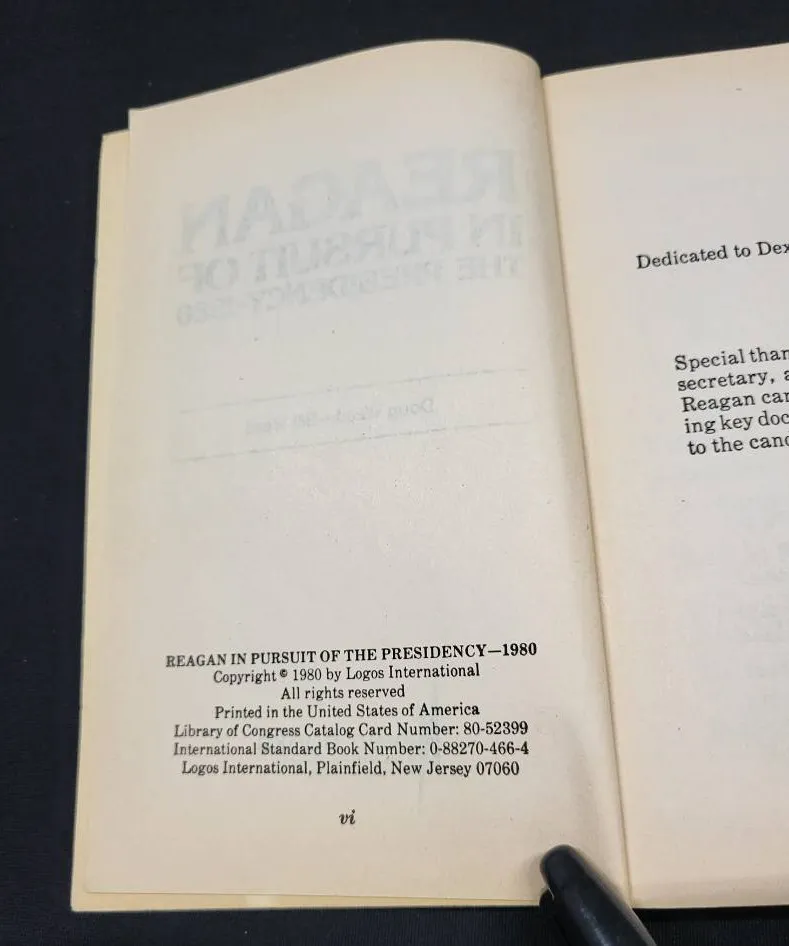 REAGAN IN PURSUIT OF THE PRESIDENCY—1980
Copyright © 1980 by Logos International
All rights reserved
Printed in the United States of America
Library of Congress Catalog Card Number: 80-52399
International Standard Book Number: 0-88270-466-4
Logos International, Plainfield, New Jersey 07060
vi
Dedicated to Dex
Special than
secretary, a
Reagan car
ing key doc
to the cand